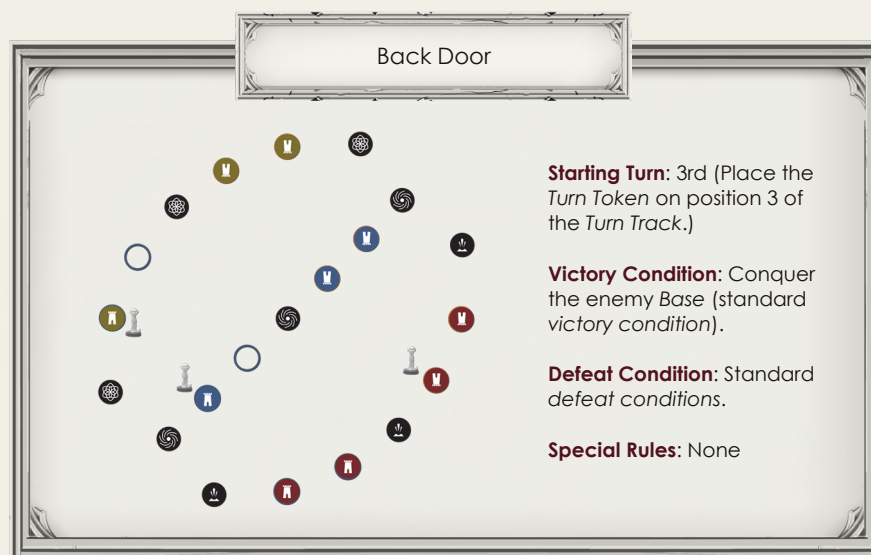 Back Door
Starting Turn: 3rd (Place the
Turn Token on position 3 of
the Turn Track.)
Victory Condition: Conquer
the enemy Base (standard
victory condition).
Defeat Condition: Standard
defeat conditions.
Special Rules: None